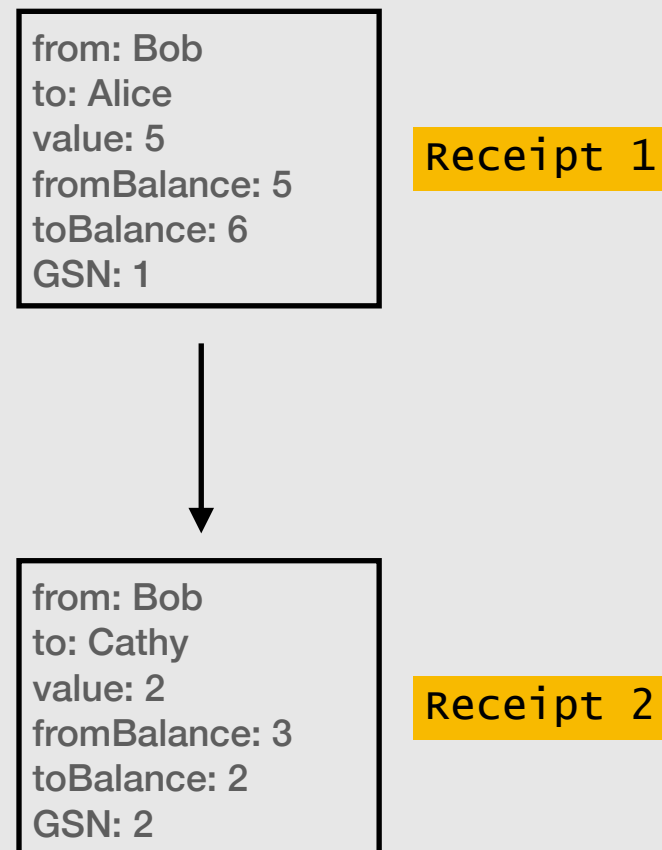 from: Bob
to: Alice
value: 5
fromBalance: 5
toBalance: 6
GSN: 1
Receipt 1
from: Bob
to: Cathy
value: 2
fromBalance: 3
toBalance: 2
GSN: 2
Receipt 2